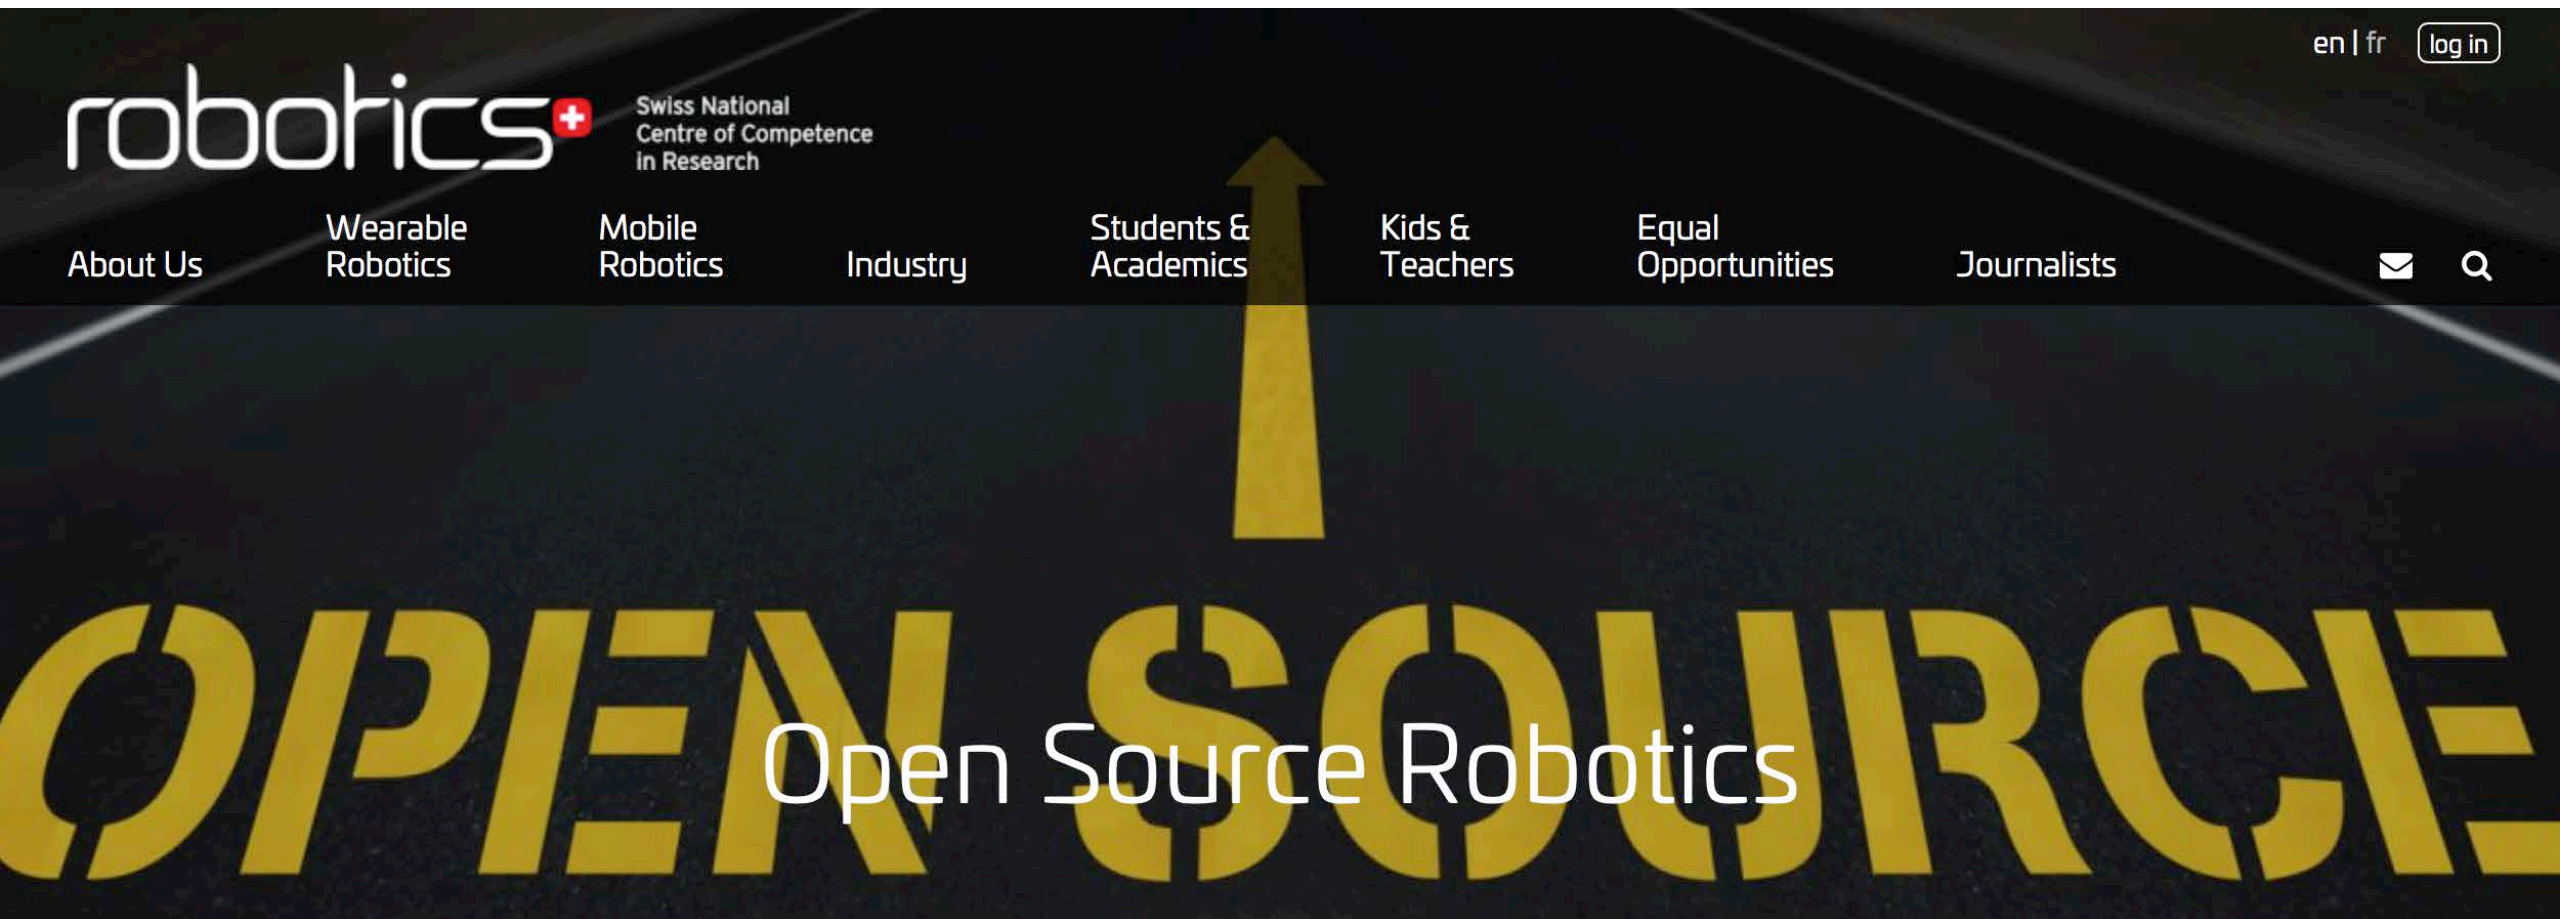 en | fr
log in
robotics+
Swiss National
Centre of Competence
in Research
About Us
Wearable
Robotics
Mobile
Robotics
Industry
Students &
Academics
Kids &
Teachers
Equal
Opportunities
Journalists
OPEN SOURCE
Open Source Robotics